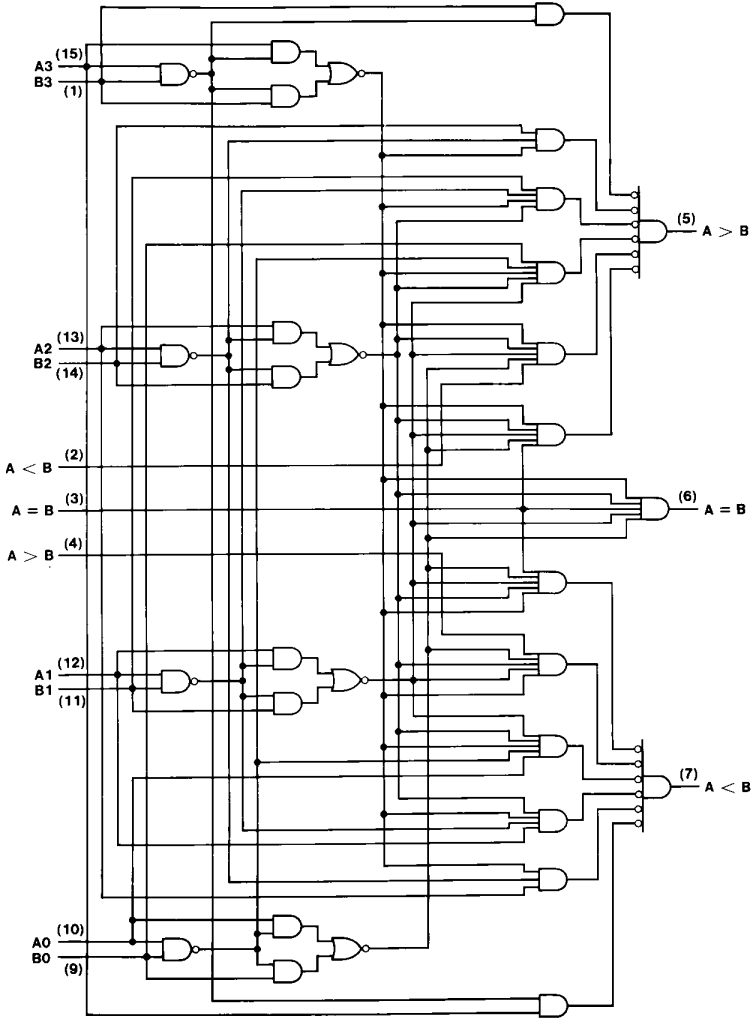 (15)
A3
B3
(1)
(5)
A > B
(13)
A2
B2
(14)
(2)
A < B
(3)
A = B
(6)
A = B
(4)
A > B
(12)
A1
B1
(11)
(7)
A < B
(10)
A0
B0
(9)